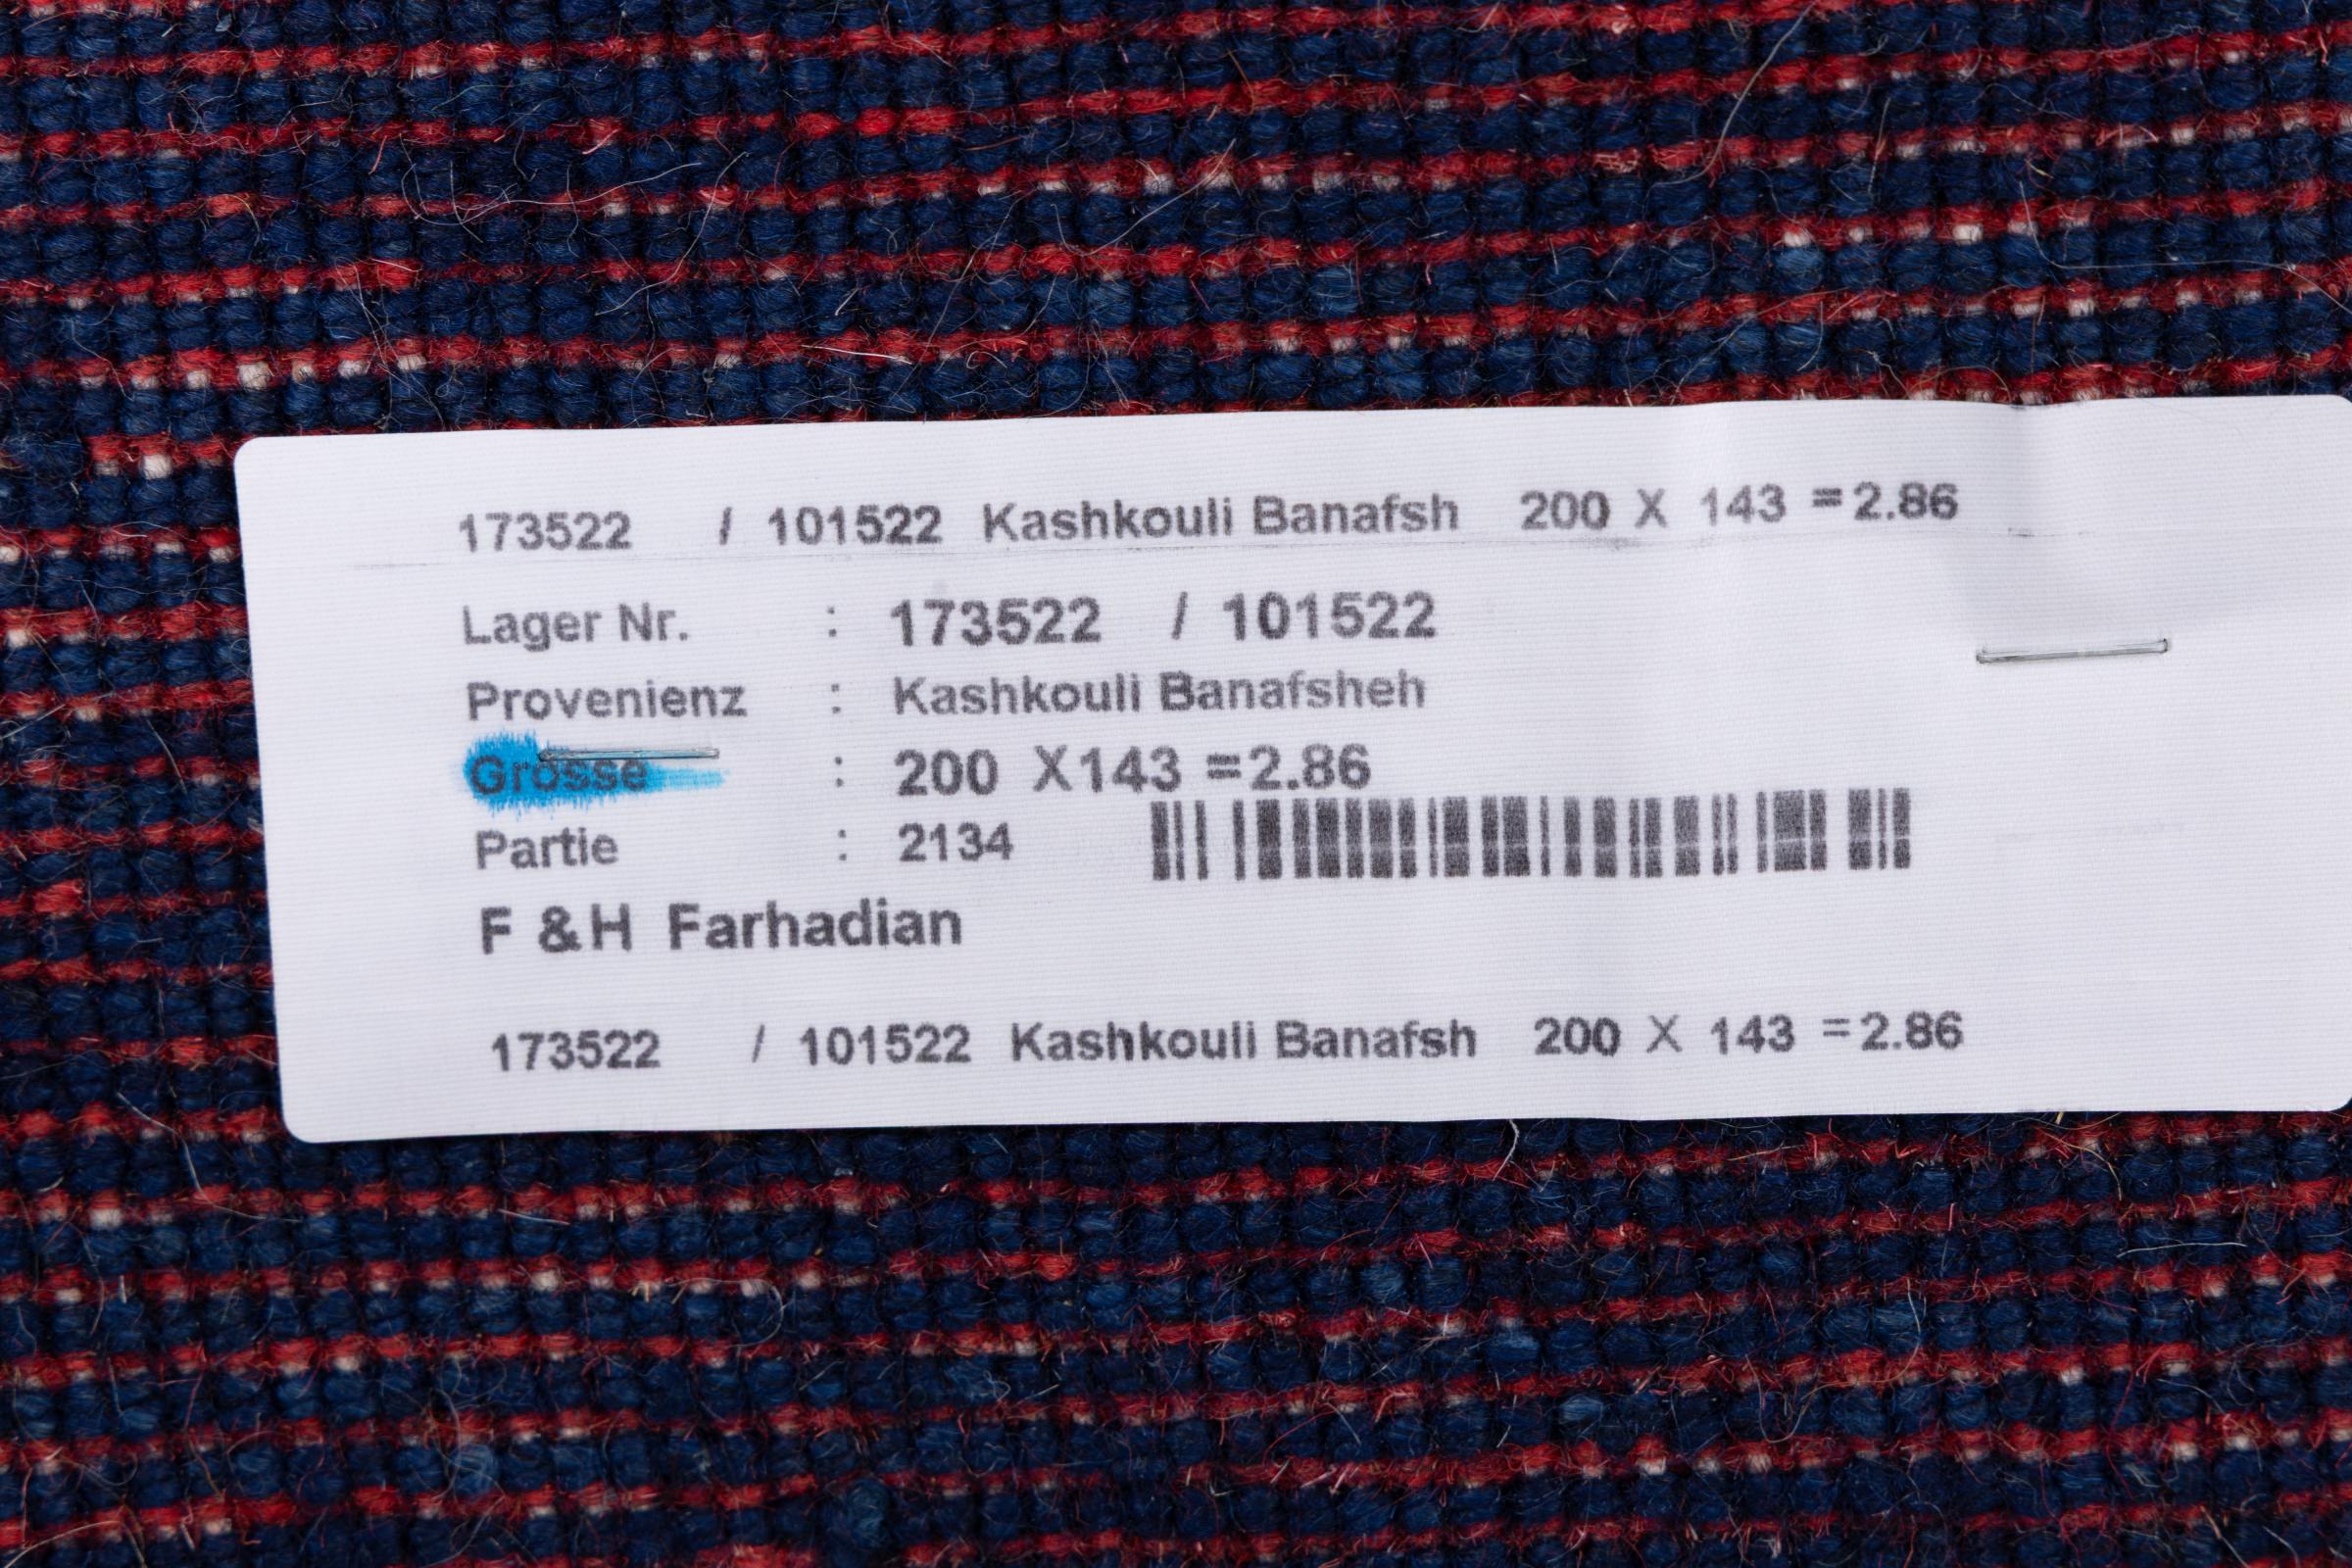 173522 / 101522 Kashkouli Banafsh 200 X 143 =2.86
Lager Nr. : 173522 / 101522
Provenienz : Kashkouli Banafsheh
Grosse : 200 X143 =2.86
Partie : 2134
F &H Farhadian
173522 / 101522 Kashkouli Banafsh 200 X 143 =2.86